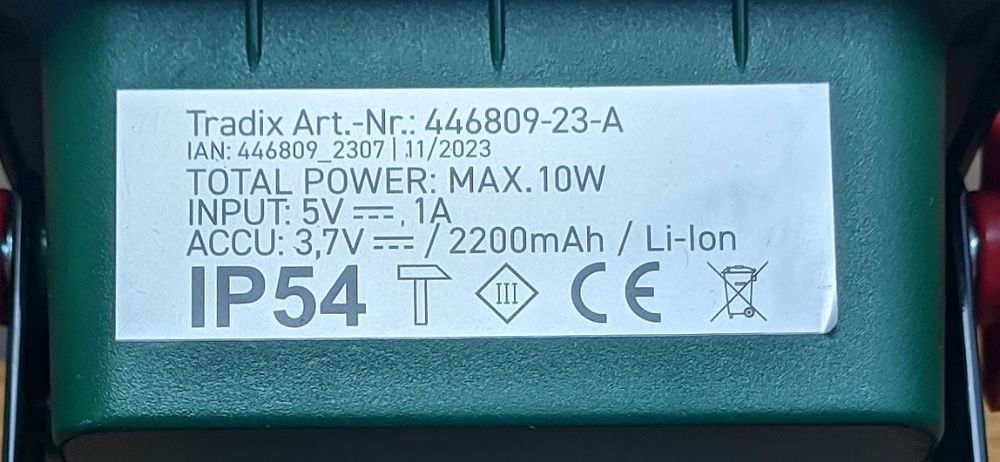 Tradix Art.-Nr.: 446809-23-A
IAN: 446809_2307 | 11/2023
TOTAL POWER: MAX. 10W
INPUT: 5V ⎓, 1A
ACCU: 3,7V ⎓ / 2200mAh / Li-Ion
IP54 T III CE